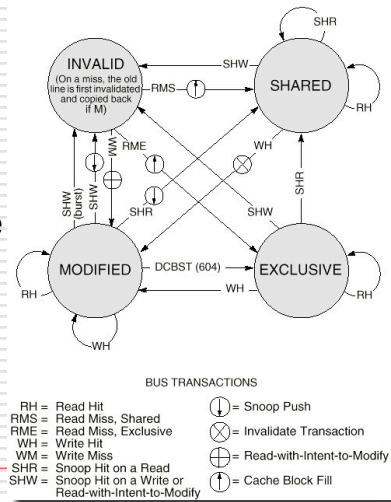 SHR
INVALID
(On a miss, the old
line is first invalidated
and copied back
if M)
SHW
RMS
SHARED
RH
WM
RME
WH
SHW
(burst)
SHW
SHR
SHW
SHR
MODIFIED
DCBST (604)
EXCLUSIVE
RH
WH
RH
WH
BUS TRANSACTIONS
RH = Read Hit
RMS = Read Miss, Shared
RME = Read Miss, Exclusive
WH = Write Hit
WM = Write Miss
SHR = Snoop Hit on a Read
SHW = Snoop Hit on a Write or
Read-with-Intent-to-Modify
= Snoop Push
= Invalidate Transaction
= Read-with-Intent-to-Modify
= Cache Block Fill